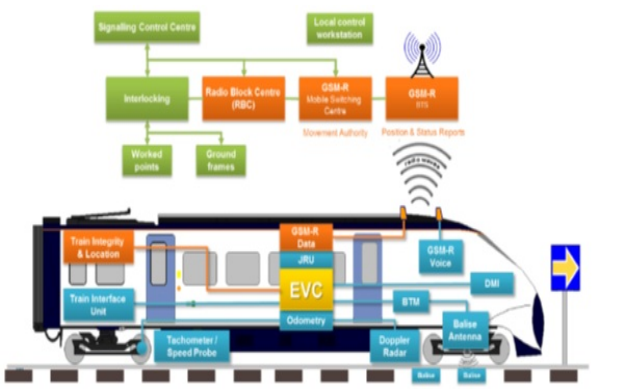 Signalling Control Centre
Local control
workstation
Interlocking
Radio Block Centre
(RBC)
GSM-R
Mobile Switching
Centre
GSM-R
BTS
Movement Authority
Position & Status Reports
Worked
points
Ground
frames
radio waves
Train Integrity
& Location
GSM-R
Data
JRU
EVC
Odometry
GSM-R
Voice
DMI
BTM
Train Interface
Unit
Balise
Antenna
Tachometer /
Speed Probe
Doppler
Radar
Balise
Balise